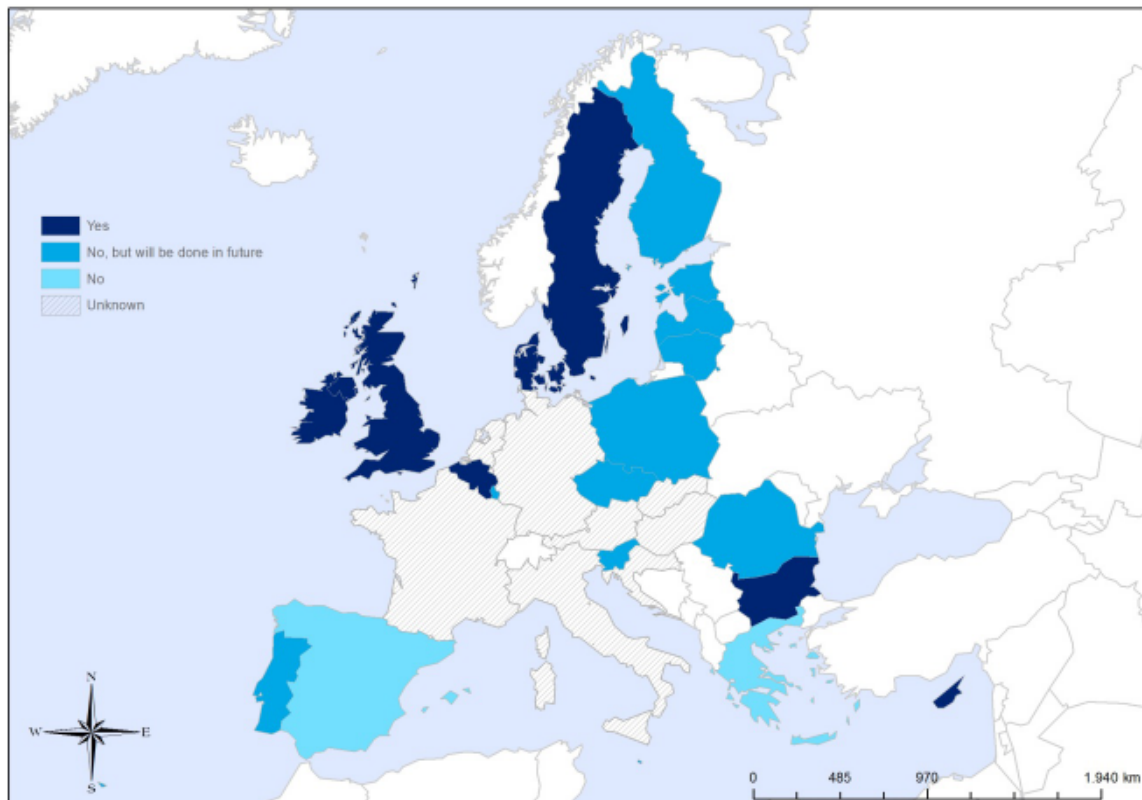 Yes
No, but will be done in future
No
Unknown
N
W E
S
0 485 970 1.940 km